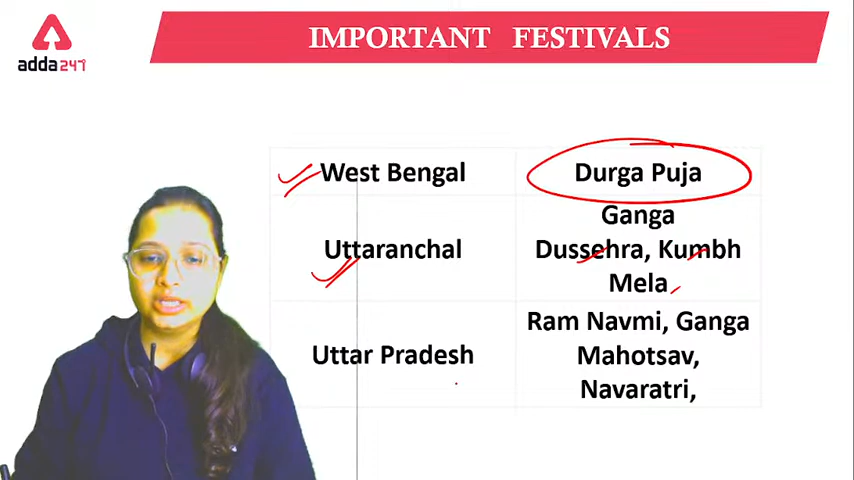 IMPORTANT FESTIVALS
adda247
West Bengal
Durga Puja
Uttaranchal
Ganga
Dussehra, Kumbh
Mela
Uttar Pradesh
Ram Navmi, Ganga
Mahotsav,
Navaratri,